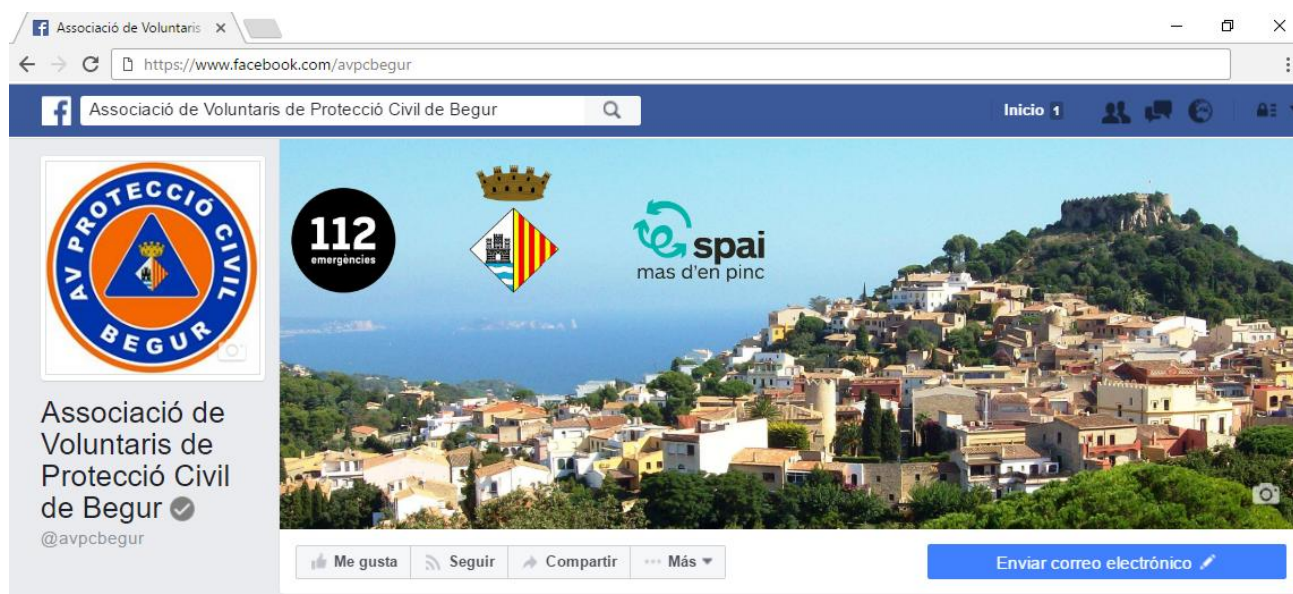 Associació de Voluntaris
https://www.facebook.com/avpcbegur
Associació de Voluntaris de Protecció Civil de Begur
Inicio 1
AV PROTECCIÓ CIVIL
BEGUR
112
emergències
spai
mas d'en pinc
Associació de
Voluntaris de
Protecció Civil
de Begur
@avpcbegur
Me gusta
Seguir
Compartir
Más
Enviar correo electrónico